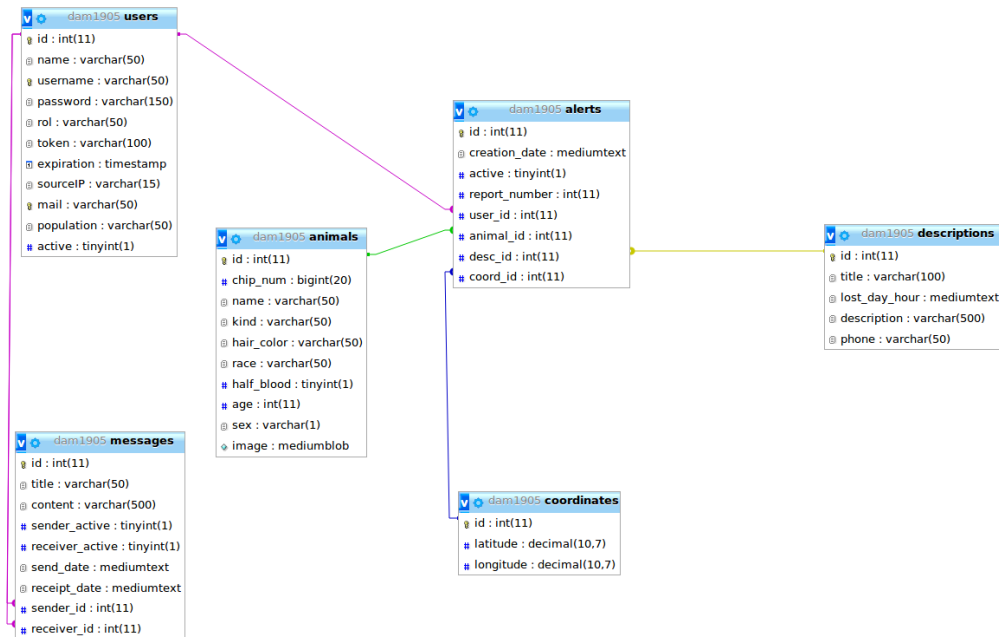 dam1905 users
id : int(11)
name : varchar(50)
username : varchar(50)
password : varchar(150)
rol : varchar(50)
token : varchar(100)
expiration : timestamp
sourceIP : varchar(15)
mail : varchar(50)
population : varchar(50)
active : tinyint(1)
dam1905 alerts
id : int(11)
creation_date : mediumtext
active : tinyint(1)
report_number : int(11)
user_id : int(11)
animal_id : int(11)
desc_id : int(11)
coord_id : int(11)
dam1905 animals
id : int(11)
chip_num : bigint(20)
name : varchar(50)
kind : varchar(50)
hair_color : varchar(50)
race : varchar(50)
half_blood : tinyint(1)
age : int(11)
sex : varchar(1)
image : mediumblob
dam1905 descriptions
id : int(11)
title : varchar(100)
lost_day_hour : mediumtext
description : varchar(500)
phone : varchar(50)
dam1905 messages
id : int(11)
title : varchar(50)
content : varchar(500)
sender_active : tinyint(1)
receiver_active : tinyint(1)
send_date : mediumtext
receipt_date : mediumtext
sender_id : int(11)
receiver_id : int(11)
dam1905 coordinates
id : int(11)
latitude : decimal(10,7)
longitude : decimal(10,7)